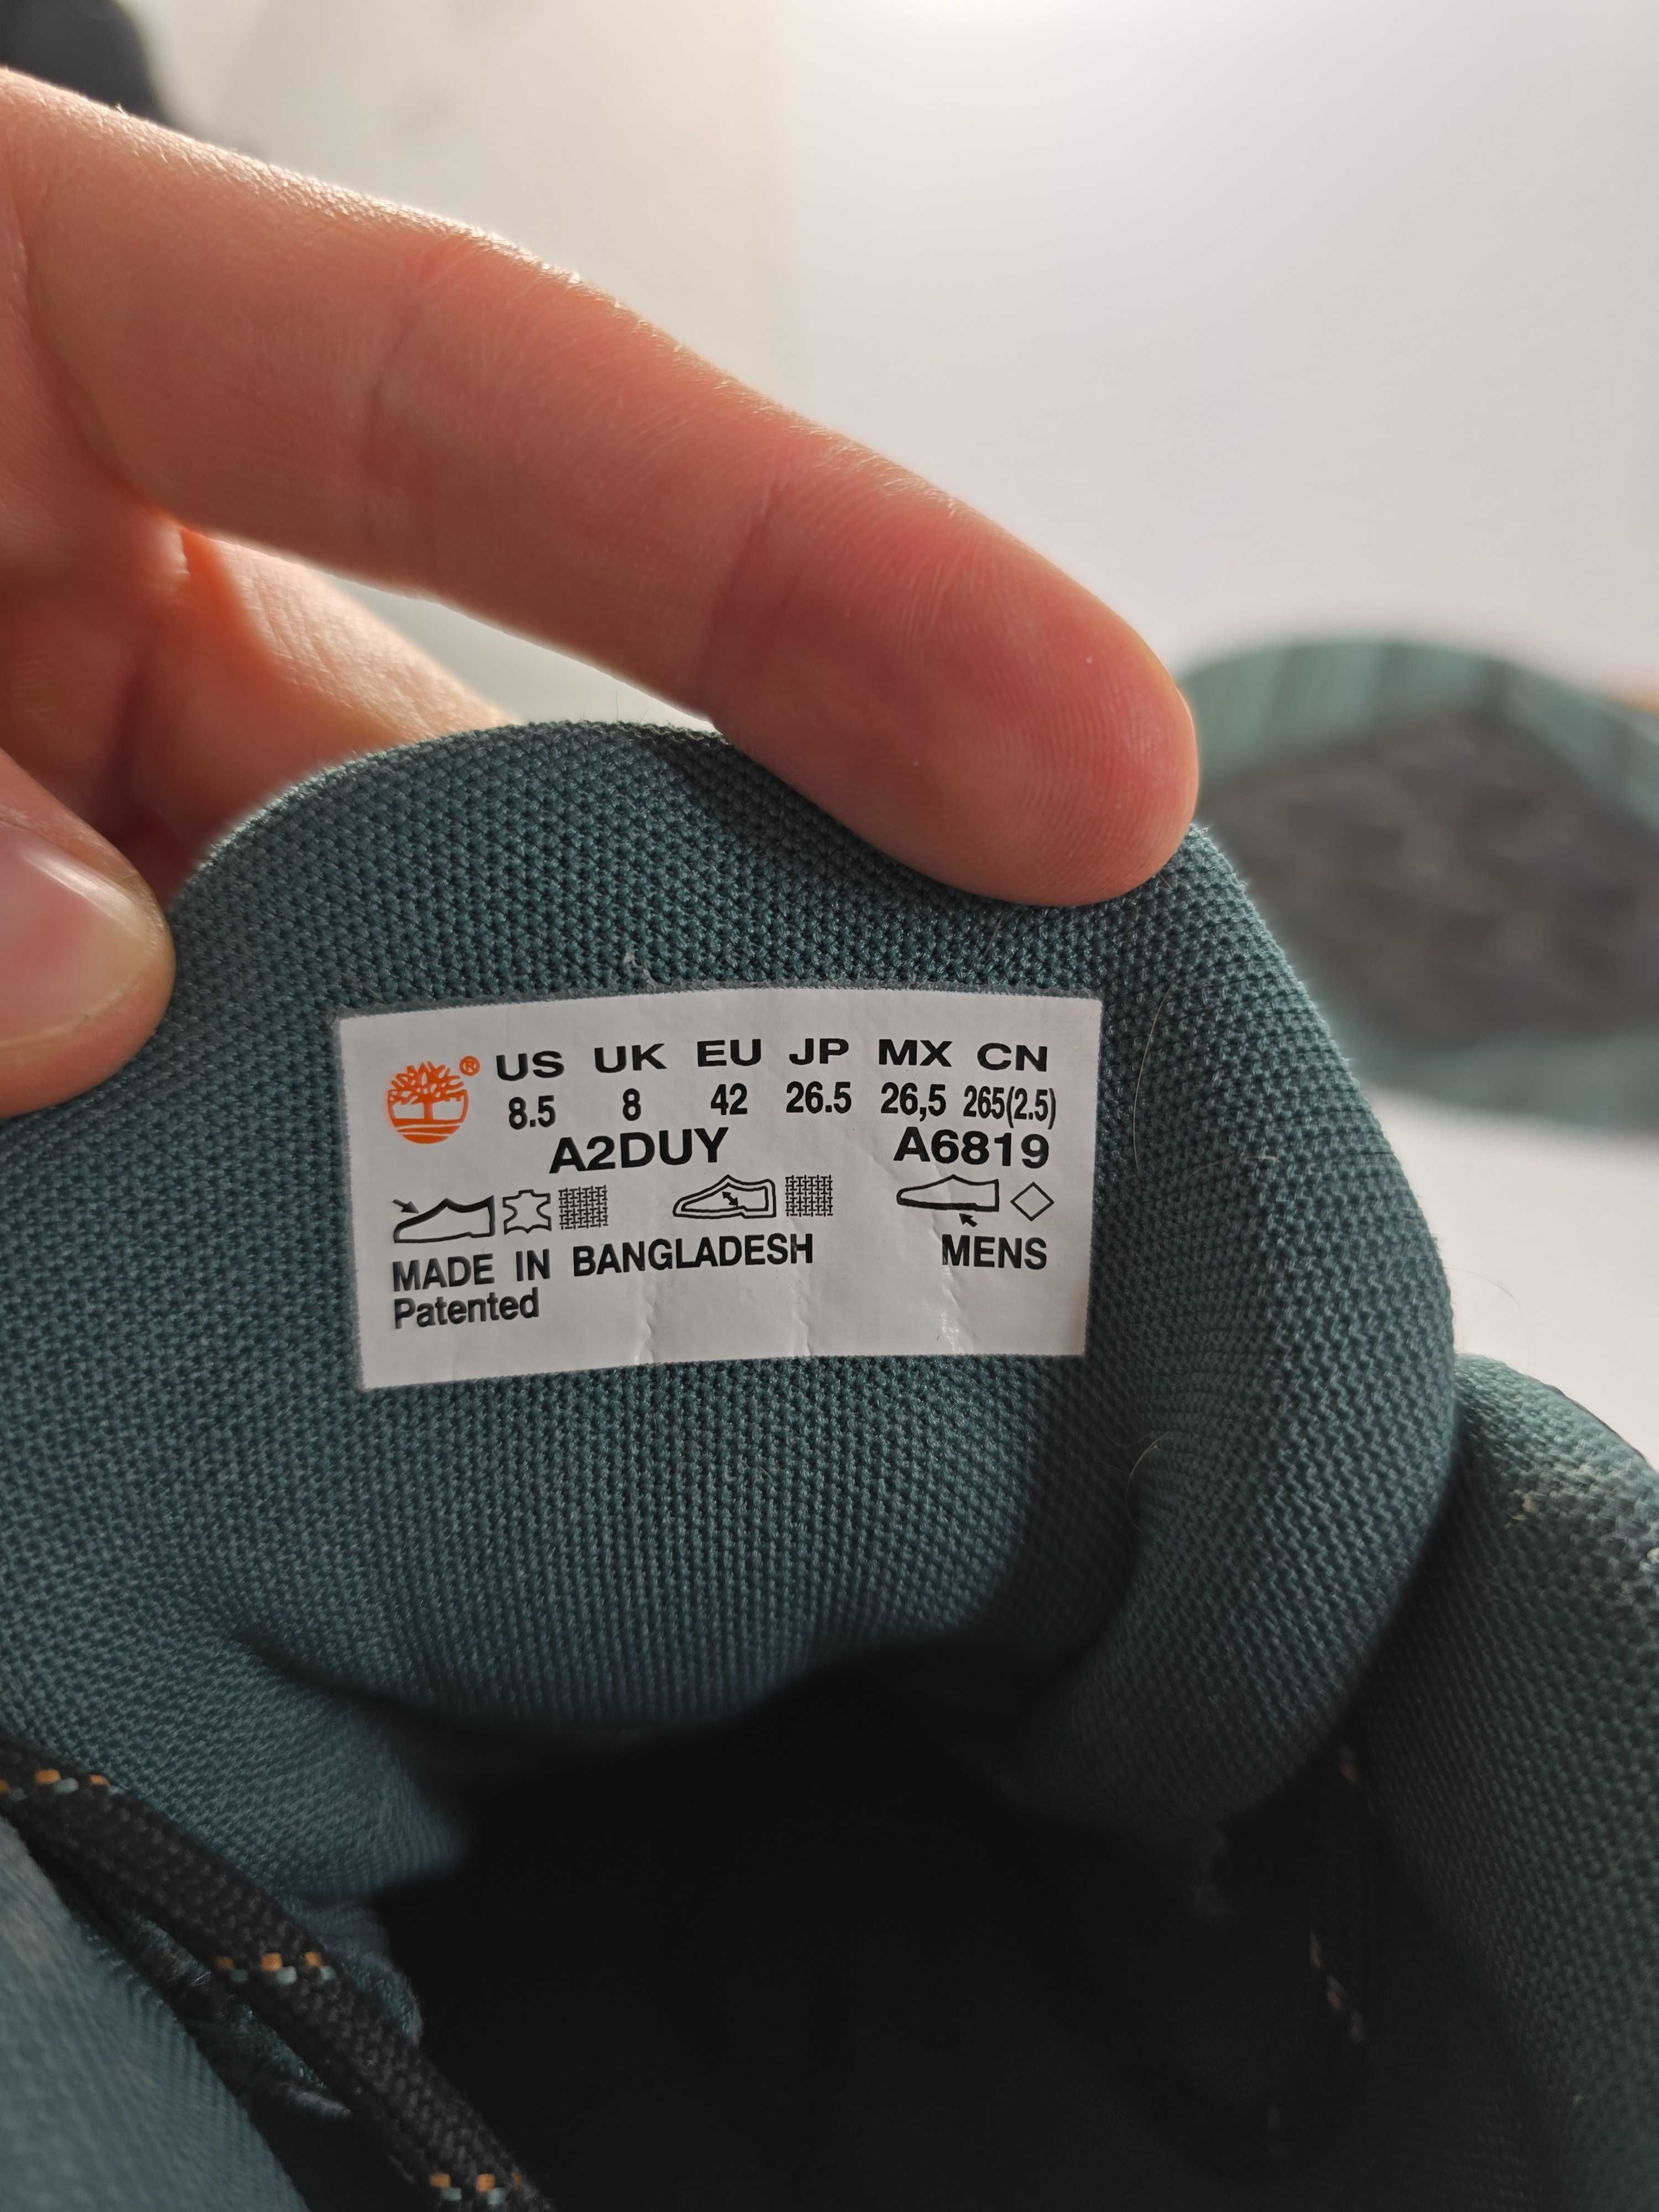 ® US UK EU JP MX CN
8.5 8 42 26.5 26,5 265(2.5)
A2DUY A6819
MADE IN BANGLADESH MENS
Patented